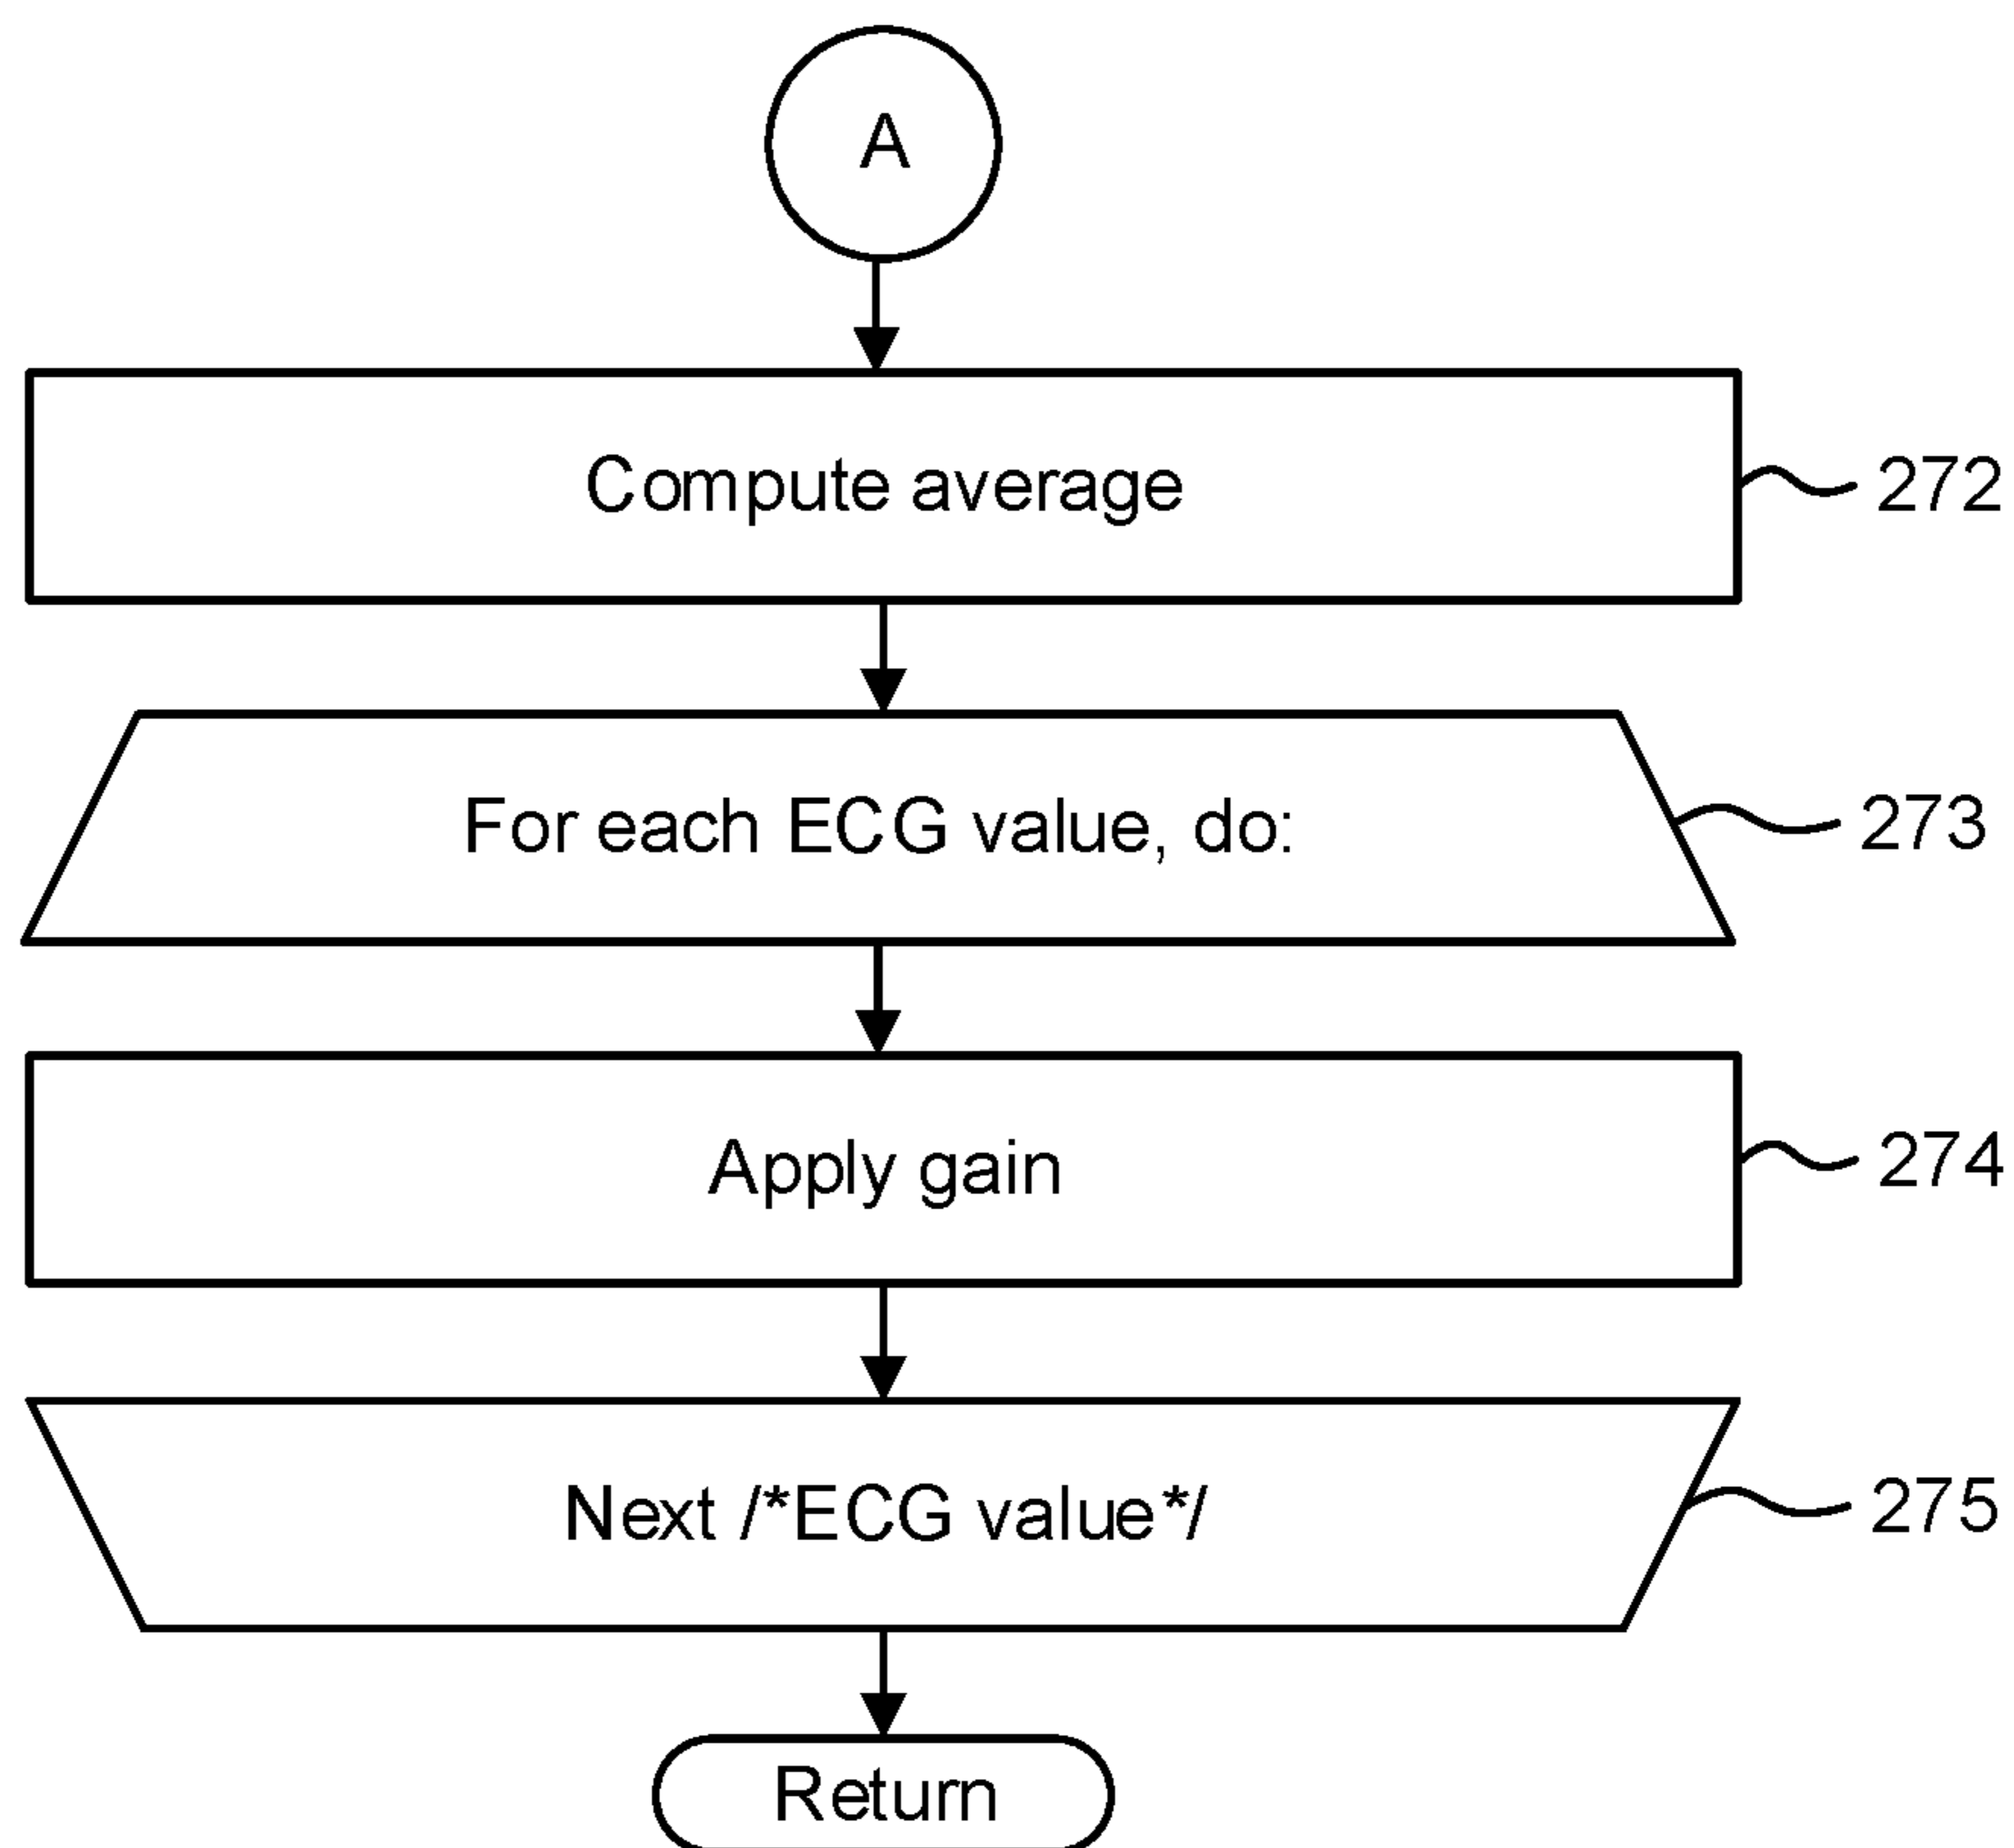 A
Compute average
272
For each ECG value, do:
273
Apply gain
274
Next /*ECG value*/
275
Return